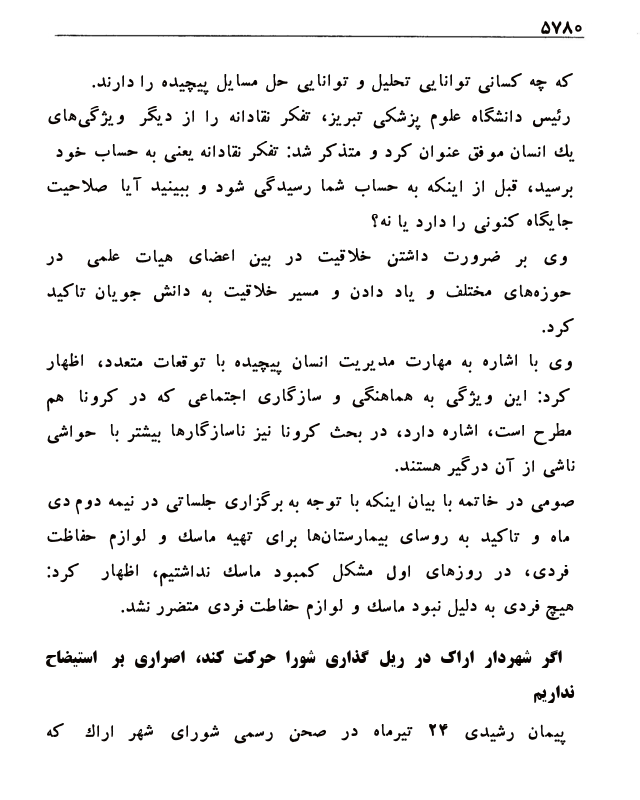 ۵۷۸۰
که چه کسانی توانایی تحلیل و توانایی حل مسایل پیچیده را دارند.
رئیس دانشگاه علوم پزشکی تبریز، تفکر نقادانه را از دیگر ویژگی‌های
یك انسان موفق عنوان کرد و متذکر شد: تفکر نقادانه یعنی به حساب خود
برسید، قبل از اینکه به حساب شما رسیدگی شود و ببینید آیا صلاحیت
جایگاه کنونی را دارد یا نه؟
وی بر ضرورت داشتن خلاقیت در بین اعضای هیات علمی در
حوزه‌های مختلف و یاد دادن و مسیر خلاقیت به دانش جویان تاکید
کرد.
وی با اشاره به مهارت مدیریت انسان پیچیده با توقعات متعدد، اظهار
کرد: این ویژگی به هماهنگی و سازگاری اجتماعی که در کرونا هم
مطرح است، اشاره دارد، در بحث کرونا نیز ناسازگارها بیشتر با حواشی
ناشی از آن درگیر هستند.
صومی در خاتمه با بیان اینکه با توجه به برگزاری جلساتی در نیمه دوم دی
ماه و تاکید به روسای بیمارستان‌ها برای تهیه ماسك و لوازم حفاظت
فردی، در روزهای اول مشکل کمبود ماسك نداشتیم، اظهار کرد:
هیچ فردی به دلیل نبود ماسك و لوازم حفاطت فردی متضرر نشد.
اگر شهردار اراک در ریل گذاری شورا حرکت کند، اصراری بر استیضاح
نداریم
پیمان رشیدی ۲۴ تیرماه در صحن رسمی شورای شهر اراك که